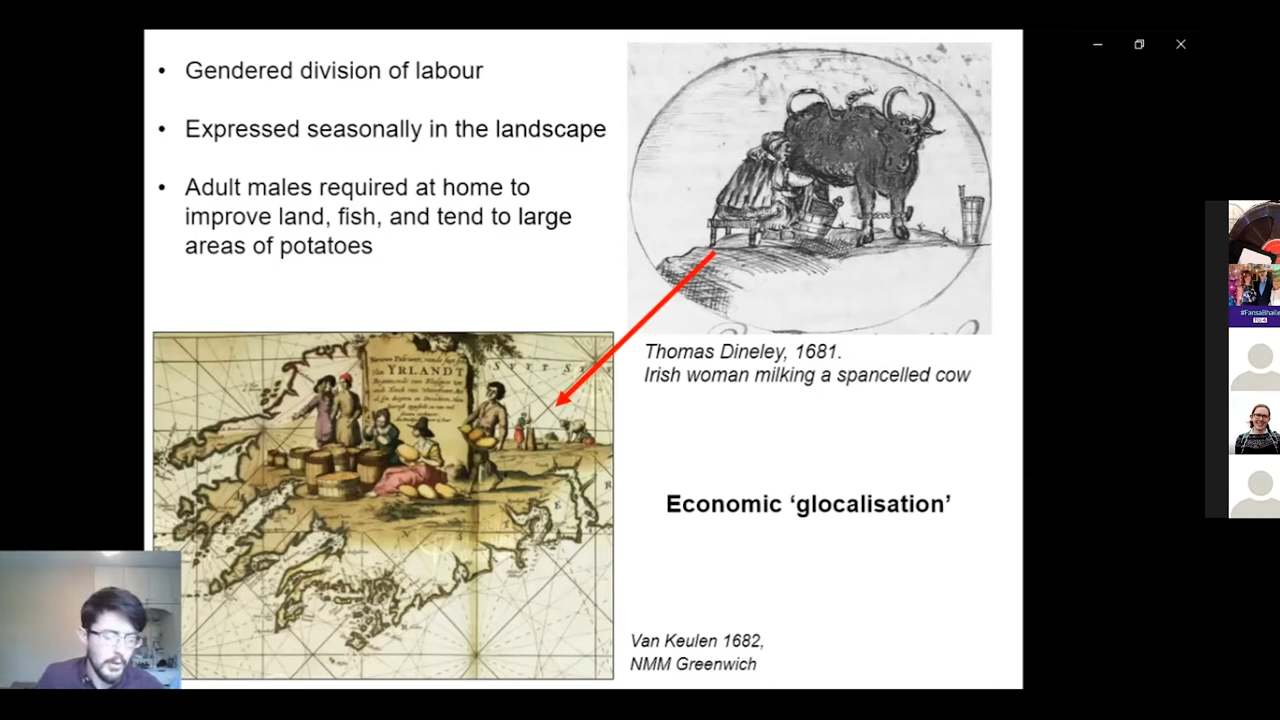 • Gendered division of labour
• Expressed seasonally in the landscape
• Adult males required at home to
improve land, fish, and tend to large
areas of potatoes
Thomas Dineley, 1681.
Irish woman milking a spancelled cow
YRLANDT
Economic ‘glocalisation’
Van Keulen 1682,
NMM Greenwich